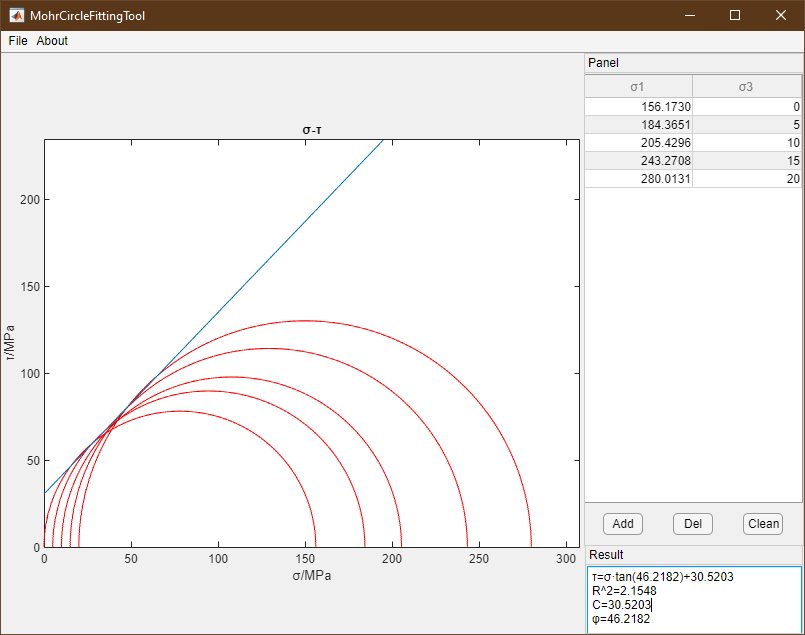 MohrCircleFittingTool
File About
Panel
σ1 σ3
156.1730 0
184.3651 5
205.4296 10
243.2708 15
280.0131 20
σ-τ
200
150
100
50
0
0 50 100 150 200 250 300
τ/MPa
σ/MPa
Add Del Clean
Result
τ=σ·tan(46.2182)+30.5203
R^2=2.1548
C=30.5203
φ=46.2182